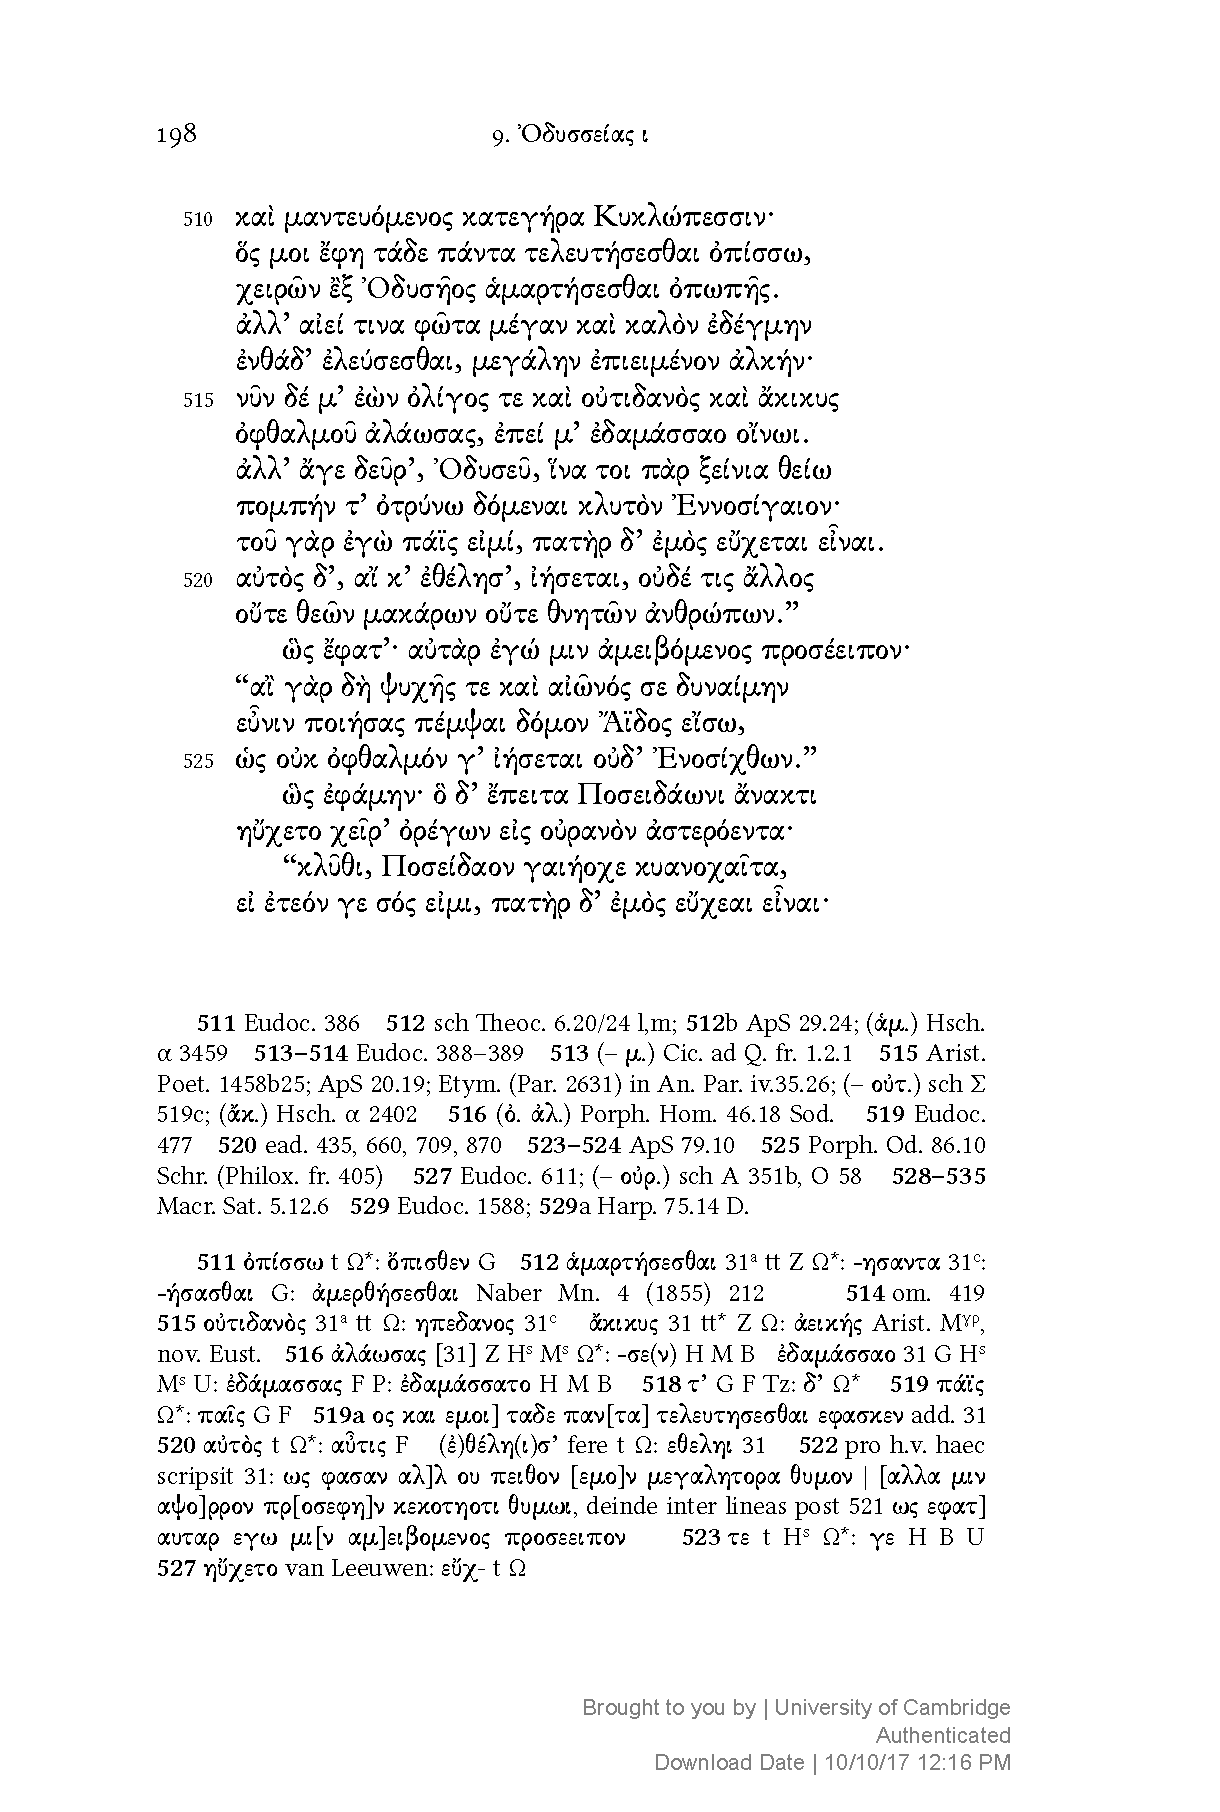 198 9. Ὀδυσσείας ι
510 καὶ μαντευόμενος κατεγήρα Κυκλώπεσσιν·
ὅς μοι ἔφη τάδε πάντα τελευτήσεσθαι ὀπίσσω,
χειρῶν ἒξ Ὀδυσῆος ἁμαρτήσεσθαι ὀπωπῆς.
ἀλλ’ αἰεί τινα φῶτα μέγαν καὶ καλὸν ἐδέγμην
ἐνθάδ’ ἐλεύσεσθαι, μεγάλην ἐπιειμένον ἀλκήν·
515 νῦν δέ μ’ ἐὼν ὀλίγος τε καὶ οὐτιδανὸς καὶ ἄκικυς
ὀφθαλμοῦ ἀλάωσας, ἐπεί μ’ ἐδαμάσσαο οἴνωι.
ἀλλ’ ἄγε δεῦρ’, Ὀδυσεῦ, ἵνα τοι πὰρ ξείνια θείω
πομπήν τ’ ὀτρύνω δόμεναι κλυτὸν Ἐννοσίγαιον·
τοῦ γὰρ ἐγὼ πάϊς εἰμί, πατὴρ δ’ ἐμὸς εὔχεται εἶναι.
520 αὐτὸς δ’, αἴ κ’ ἐθέλησ’, ἰήσεται, οὐδέ τις ἄλλος
οὔτε θεῶν μακάρων οὔτε θνητῶν ἀνθρώπων.”
ὣς ἔφατ’· αὐτὰρ ἐγώ μιν ἀμειβόμενος προσέειπον·
“αἲ γὰρ δὴ ψυχῆς τε καὶ αἰῶνός σε δυναίμην
εὖνιν ποιήσας πέμψαι δόμον Ἄϊδος εἴσω,
525 ὡς οὐκ ὀφθαλμόν γ’ ἰήσεται οὐδ’ Ἐνοσίχθων.”
ὣς ἐφάμην· ὃ δ’ ἔπειτα Ποσειδάωνι ἄνακτι
ηὔχετο χεῖρ’ ὀρέγων εἰς οὐρανὸν ἀστερόεντα·
“κλῦθι, Ποσείδαον γαιήοχε κυανοχαῖτα,
εἰ ἐτεόν γε σός εἰμι, πατὴρ δ’ ἐμὸς εὔχεαι εἶναι·
511 Eudoc. 386 512 sch Theoc. 6.20/24 l,m; 512b ApS 29.24; (ἁμ.) Hsch.
α 3459 513–514 Eudoc. 388–389 513 (– μ.) Cic. ad Q. fr. 1.2.1 515 Arist.
Poet. 1458b25; ApS 20.19; Etym. (Par. 2631) in An. Par. iv.35.26; (– οὐτ.) sch Σ
519c; (ἄκ.) Hsch. α 2402 516 (ὀ. ἀλ.) Porph. Hom. 46.18 Sod. 519 Eudoc.
477 520 ead. 435, 660, 709, 870 523–524 ApS 79.10 525 Porph. Od. 86.10
Schr. (Philox. fr. 405) 527 Eudoc. 611; (– οὐρ.) sch A 351b, O 58 528–535
Macr. Sat. 5.12.6 529 Eudoc. 1588; 529a Harp. 75.14 D.
511 ὀπίσσω t Ω*: ὄπισθεν G 512 ἁμαρτήσεσθαι 31ᵃ tt Z Ω*: -ησαντα 31ᶜ:
-ήσασθαι G: ἀμερθήσεσθαι Naber Mn. 4 (1855) 212 514 om. 419
515 οὐτιδανὸς 31ᵃ tt Ω: ηπεδανος 31ᶜ ἄκικυς 31 tt* Z Ω: ἀεικής Arist. Mᵞᵖ,
nov. Eust. 516 ἀλάωσας [31] Z Hˢ Mˢ Ω*: -σε(ν) H M B ἐδαμάσσαο 31 G Hˢ
Mˢ U: ἐδάμασσας F P: ἐδαμάσσατο H M B 518 τ’ G F Tz: δ’ Ω* 519 πάϊς
Ω*: παῖς G F 519a ος και εμοι] ταδε παν[τα] τελευτησεσθαι εφασκεν add. 31
520 αὐτὸς t Ω*: αὖτις F (ἐ)θέλη(ι)σ’ fere t Ω: εθεληι 31 522 pro h.v. haec
scripsit 31: ως φασαν αλ]λ ου πειθον [εμο]ν μεγαλητορα θυμον | [αλλα μιν
αψο]ρρον πρ[οσεφη]ν κεκοτηοτι θυμωι, deinde inter lineas post 521 ως εφατ]
αυταρ εγω μι[ν αμ]ειβομενος προσεειπον 523 τε t Hˢ Ω*: γε H B U
527 ηὔχετο van Leeuwen: εὔχ- t Ω
Brought to you by | University of Cambridge
Authenticated
Download Date | 10/10/17 12:16 PM